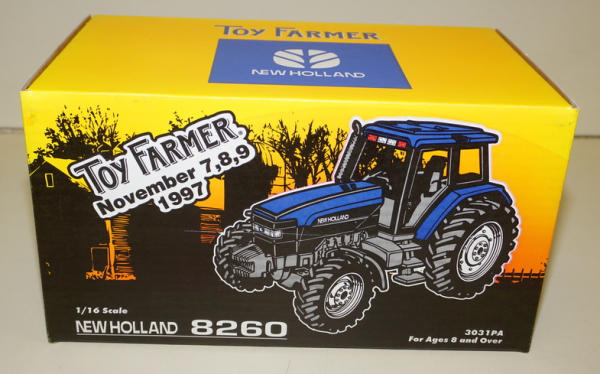 TOY FARMER
NEW HOLLAND
TOY FARMER
November 7,8,9
1997
NEW HOLLAND
1/16 Scale
NEW HOLLAND 8260
3031PA
For Ages 8 and Over